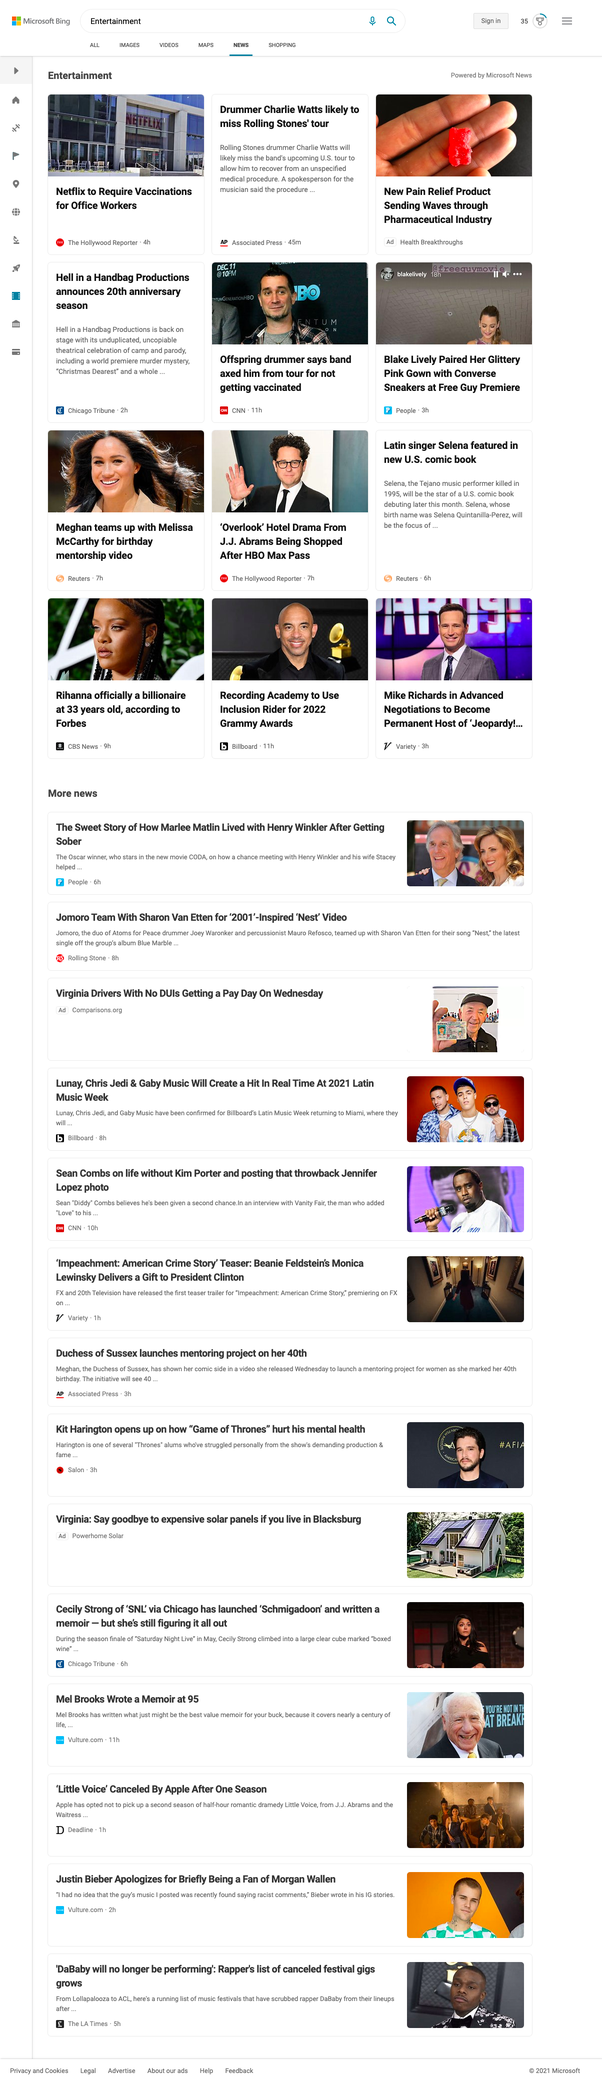 Microsoft Bing
Entertainment
Sign in
35
ALL
IMAGES
VIDEOS
MAPS
NEWS
SHOPPING
Entertainment
Powered by Microsoft News
NETFLIX
Netflix to Require Vaccinations
for Office Workers
The Hollywood Reporter · 4h
Drummer Charlie Watts likely to
miss Rolling Stones' tour
Rolling Stones drummer Charlie Watts will
likely miss the band's upcoming U.S. tour to
allow him to recover from an unspecified
medical procedure. A spokesperson for the
musician said the procedure ...
AP Associated Press · 45m
New Pain Relief Product
Sending Waves through
Pharmaceutical Industry
Ad Health Breakthroughs
Hell in a Handbag Productions
announces 20th anniversary
season
Hell in a Handbag Productions is back on
stage with its unduplicated, uncopiable
theatrical celebration of camp and parody,
including a world premiere murder mystery,
"Christmas Dearest" and a whole ...
Chicago Tribune · 2h
DEC.11
@10PM
HBO
ENTUM
Offspring drummer says band
axed him from tour for not
getting vaccinated
CNN · 11h
#freeguymovie
blakelively 18h
Blake Lively Paired Her Glittery
Pink Gown with Converse
Sneakers at Free Guy Premiere
People · 3h
Meghan teams up with Melissa
McCarthy for birthday
mentorship video
Reuters · 7h
'Overlook' Hotel Drama From
J.J. Abrams Being Shopped
After HBO Max Pass
The Hollywood Reporter · 7h
Latin singer Selena featured in
new U.S. comic book
Selena, the Tejano music performer killed in
1995, will be the star of a U.S. comic book
debuting later this month. Selena, whose
birth name was Selena Quintanilla-Perez, will
be the focus of ...
Reuters · 6h
Rihanna officially a billionaire
at 33 years old, according to
Forbes
CBS News · 9h
Recording Academy to Use
Inclusion Rider for 2022
Grammy Awards
Billboard · 11h
Mike Richards in Advanced
Negotiations to Become
Permanent Host of 'Jeopardy!...
Variety · 3h
More news
The Sweet Story of How Marlee Matlin Lived with Henry Winkler After Getting
Sober
The Oscar winner, who stars in the new movie CODA, on how a chance meeting with Henry Winkler and his wife Stacey
helped ...
People · 6h
Jomoro Team With Sharon Van Etten for '2001'-Inspired 'Nest' Video
Jomoro, the duo of Atoms for Peace drummer Joey Waronker and percussionist Mauro Refosco, teamed up with Sharon Van Etten for their song "Nest," the latest
single off the group's album Blue Marble ...
Rolling Stone · 8h
Virginia Drivers With No DUIs Getting a Pay Day On Wednesday
Ad Comparisons.org
Lunay, Chris Jedi & Gaby Music Will Create a Hit In Real Time At 2021 Latin
Music Week
Lunay, Chris Jedi, and Gaby Music have been confirmed for Billboard's Latin Music Week returning to Miami, where they
will ...
Billboard · 8h
Sean Combs on life without Kim Porter and posting that throwback Jennifer
Lopez photo
Sean "Diddy" Combs believes he's been given a second chance.In an interview with Vanity Fair, the man who added
"Love" to his ...
CNN · 10h
'Impeachment: American Crime Story' Teaser: Beanie Feldstein's Monica
Lewinsky Delivers a Gift to President Clinton
FX and 20th Television have released the first teaser trailer for "Impeachment: American Crime Story," premiering on FX
on ...
Variety · 1h
Duchess of Sussex launches mentoring project on her 40th
Meghan, the Duchess of Sussex, has shown her comic side in a video she released Wednesday to launch a mentoring project for women as she marked her 40th
birthday. The initiative will see 40 ...
AP Associated Press · 3h
Kit Harington opens up on how "Game of Thrones" hurt his mental health
Harington is one of several "Thrones" alums who've struggled personally from the show's demanding production &
fame ...
Salon · 3h
#AFIA
Virginia: Say goodbye to expensive solar panels if you live in Blacksburg
Ad Powerhome Solar
Cecily Strong of 'SNL' via Chicago has launched 'Schmigadoon' and written a
memoir — but she's still figuring it all out
During the season finale of "Saturday Night Live" in May, Cecily Strong climbed into a large clear cube marked "boxed
wine" ...
Chicago Tribune · 6h
Mel Brooks Wrote a Memoir at 95
Mel Brooks has written what just might be the best value memoir for your buck, because it covers nearly a century of
life, ...
Vulture.com · 11h
YOU'RE NOT IN TH
AT BREAKF
'Little Voice' Canceled By Apple After One Season
Apple has opted not to pick up a second season of half-hour romantic dramedy Little Voice, from J.J. Abrams and the
Waitress ...
Deadline · 1h
Justin Bieber Apologizes for Briefly Being a Fan of Morgan Wallen
"I had no idea that the guy's music I posted was recently found saying racist comments," Bieber wrote in his IG stories.
Vulture.com · 2h
'DaBaby will no longer be performing': Rapper's list of canceled festival gigs
grows
From Lollapalooza to ACL, here's a running list of music festivals that have scrubbed rapper DaBaby from their lineups
after ...
The LA Times · 5h
Privacy and Cookies
Legal
Advertise
About our ads
Help
Feedback
© 2021 Microsoft